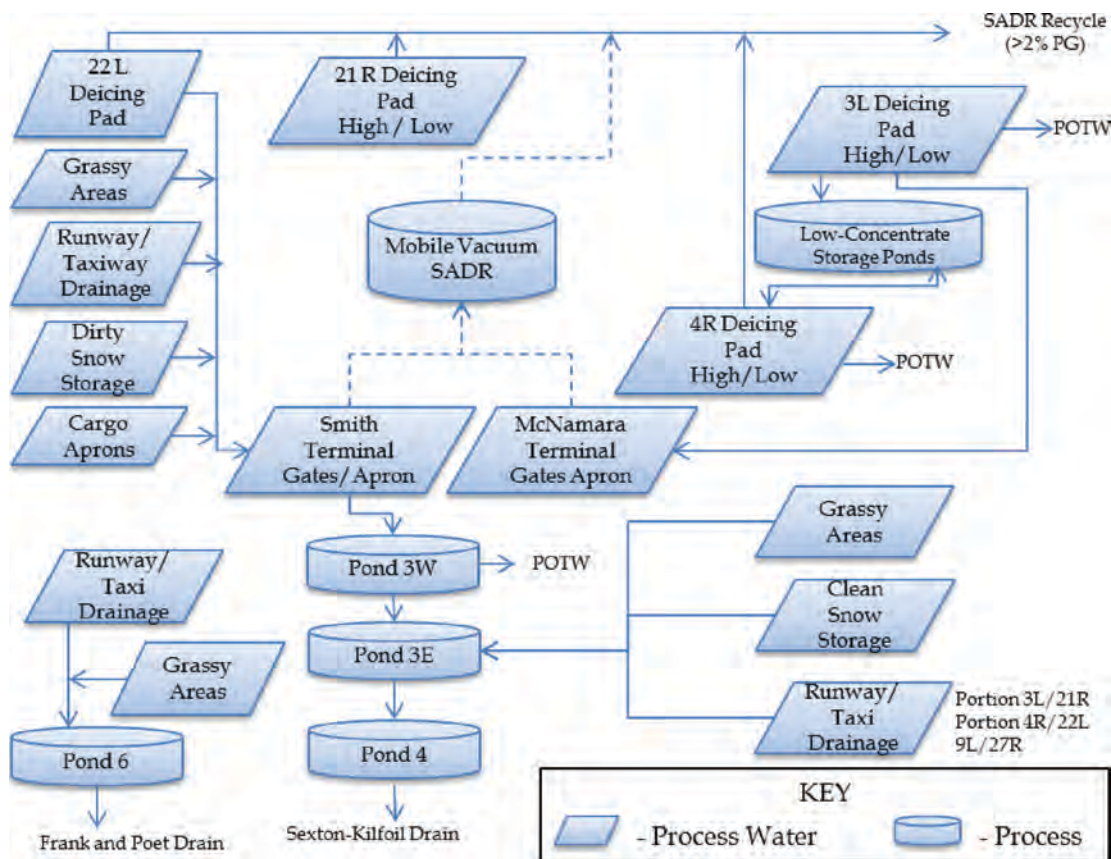 SADR Recycle
(>2% PG)
22 L
Deicing
Pad
21 R Deicing
Pad
High / Low
3L Deicing
Pad
High/Low
POTW
Grassy
Areas
Mobile Vacuum
SADR
Low-Concentrate
Storage Ponds
Runway/
Taxiway
Drainage
4R Deicing
Pad
High/Low
POTW
Dirty
Snow
Storage
Cargo
Aprons
Smith
Terminal
Gates/Apron
McNamara
Terminal
Gates Apron
Grassy
Areas
Pond 3W
POTW
Runway/
Taxi
Drainage
Clean
Snow
Storage
Pond 3E
Grassy
Areas
Runway/
Taxi
Drainage
Portion 3L/21R
Portion 4R/22L
9L/27R
Pond 6
Pond 4
KEY
- Process Water
- Process
Frank and Poet Drain
Sexton-Kilfoil Drain